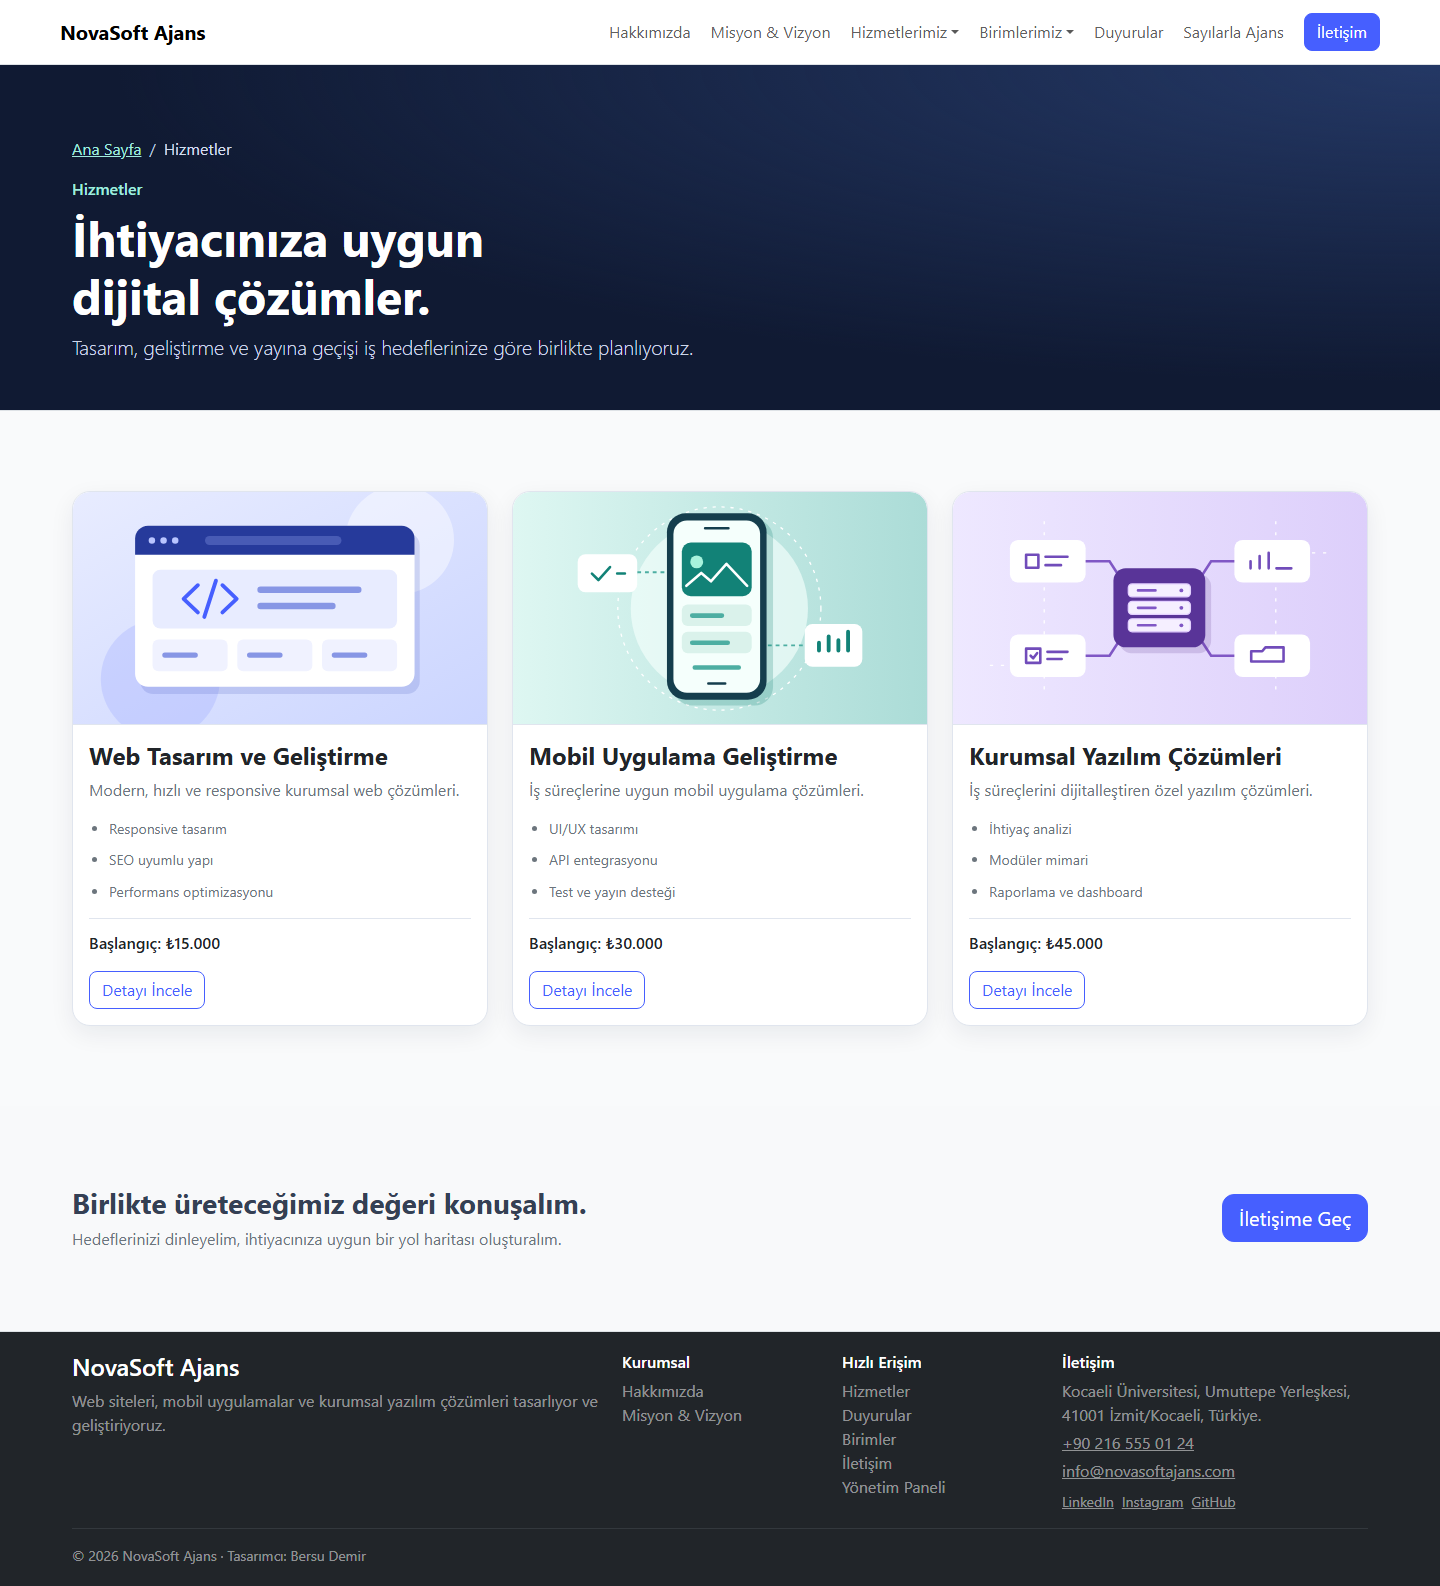 NovaSoft Ajans
Hakkımızda
Misyon & Vizyon
Hizmetlerimiz
Birimlerimiz
Duyurular
Sayılarla Ajans
İletişim
Ana Sayfa / Hizmetler
Hizmetler
İhtiyacınıza uygun
dijital çözümler.
Tasarım, geliştirme ve yayına geçişi iş hedeflerinize göre birlikte planlıyoruz.
Web Tasarım ve Geliştirme
Modern, hızlı ve responsive kurumsal web çözümleri.
Responsive tasarım
SEO uyumlu yapı
Performans optimizasyonu
Başlangıç: ₺15.000
Detayı İncele
Mobil Uygulama Geliştirme
İş süreçlerine uygun mobil uygulama çözümleri.
UI/UX tasarımı
API entegrasyonu
Test ve yayın desteği
Başlangıç: ₺30.000
Detayı İncele
Kurumsal Yazılım Çözümleri
İş süreçlerini dijitalleştiren özel yazılım çözümleri.
İhtiyaç analizi
Modüler mimari
Raporlama ve dashboard
Başlangıç: ₺45.000
Detayı İncele
Birlikte üreteceğimiz değeri konuşalım.
Hedeflerinizi dinleyelim, ihtiyacınıza uygun bir yol haritası oluşturalım.
İletişime Geç
NovaSoft Ajans
Web siteleri, mobil uygulamalar ve kurumsal yazılım çözümleri tasarlıyor ve
geliştiriyoruz.
Kurumsal
Hakkımızda
Misyon & Vizyon
Hızlı Erişim
Hizmetler
Duyurular
Birimler
İletişim
Yönetim Paneli
İletişim
Kocaeli Üniversitesi, Umuttepe Yerleşkesi,
41001 İzmit/Kocaeli, Türkiye.
+90 216 555 01 24
info@novasoftajans.com
LinkedIn Instagram GitHub
© 2026 NovaSoft Ajans · Tasarımcı: Bersu Demir